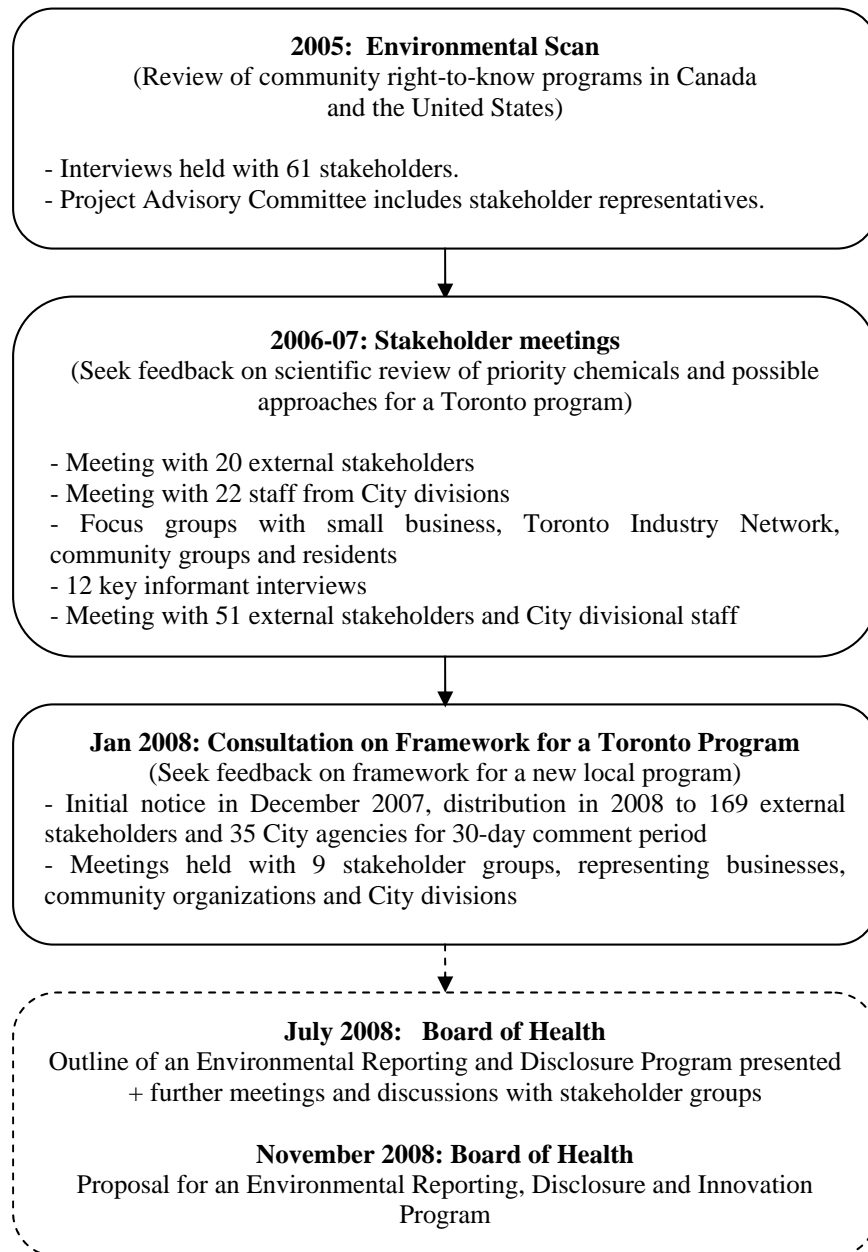 2005: Environmental Scan
(Review of community right-to-know programs in Canada
and the United States)
- Interviews held with 61 stakeholders.
- Project Advisory Committee includes stakeholder representatives.
2006-07: Stakeholder meetings
(Seek feedback on scientific review of priority chemicals and possible
approaches for a Toronto program)
- Meeting with 20 external stakeholders
- Meeting with 22 staff from City divisions
- Focus groups with small business, Toronto Industry Network,
community groups and residents
- 12 key informant interviews
- Meeting with 51 external stakeholders and City divisional staff
Jan 2008: Consultation on Framework for a Toronto Program
(Seek feedback on framework for a new local program)
- Initial notice in December 2007, distribution in 2008 to 169 external
stakeholders and 35 City agencies for 30-day comment period
- Meetings held with 9 stakeholder groups, representing businesses,
community organizations and City divisions
July 2008: Board of Health
Outline of an Environmental Reporting and Disclosure Program presented
+ further meetings and discussions with stakeholder groups
November 2008: Board of Health
Proposal for an Environmental Reporting, Disclosure and Innovation
Program